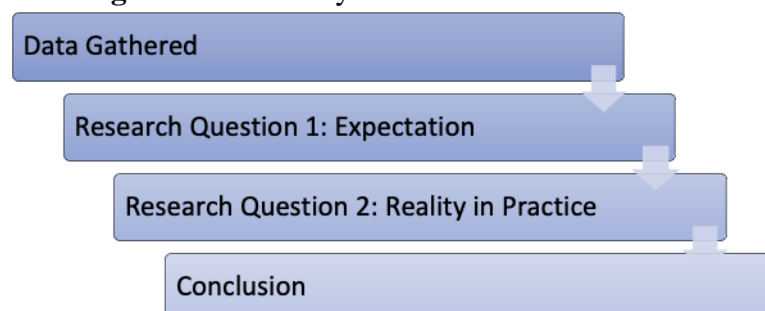 Data Gathered
Research Question 1: Expectation
Research Question 2: Reality in Practice
Conclusion